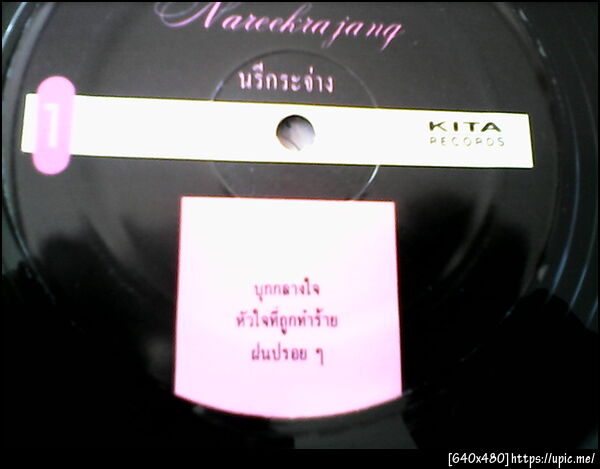 Nareekrajang
นรีกระจ่าง
1
KITA
RECORDS
บุกกลางใจ
หัวใจที่ถูกทำร้าย
ฝนปรอย ๆ
[640x480]https://upic.me/